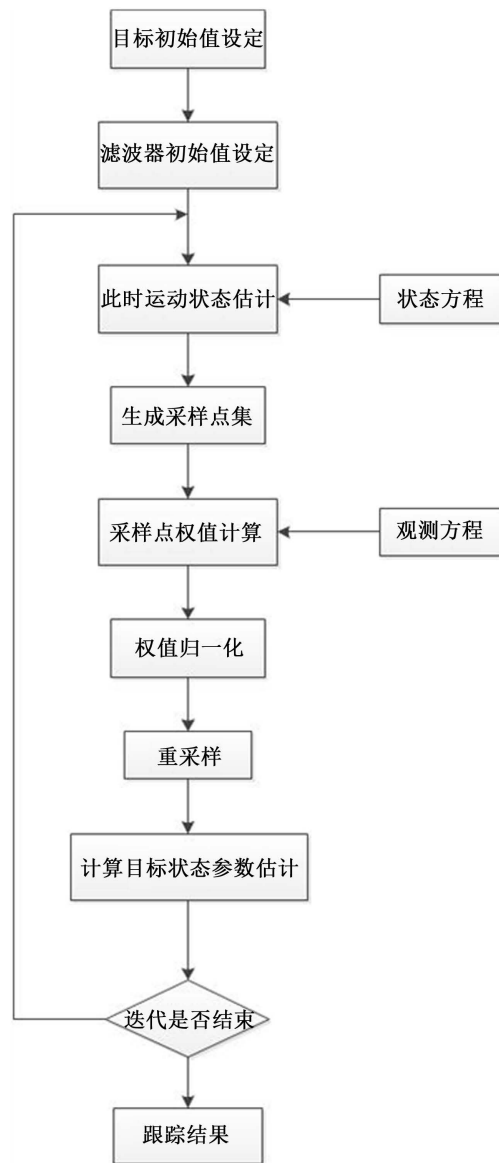 目标初始值设定
滤波器初始值设定
此时运动状态估计
状态方程
生成采样点集
采样点权值计算
观测方程
权值归一化
重采样
计算目标状态参数估计
迭代是否结束
跟踪结果